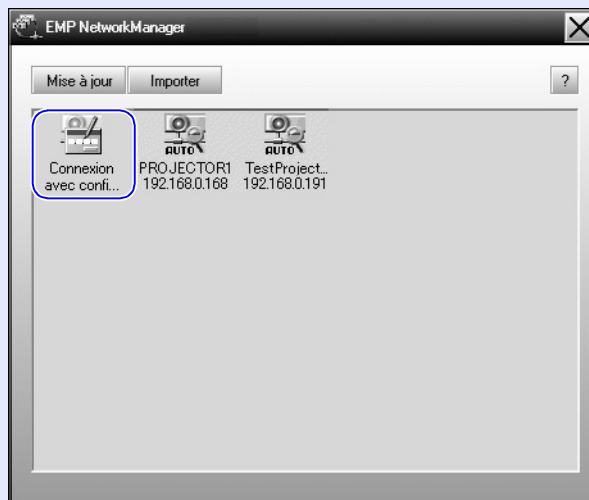 EMP NetworkManager
Mise à jour
Importer
?
Connexion
avec confi...
AUTO
PROJECTOR1
192.168.0.168
AUTO
TestProject...
192.168.0.191